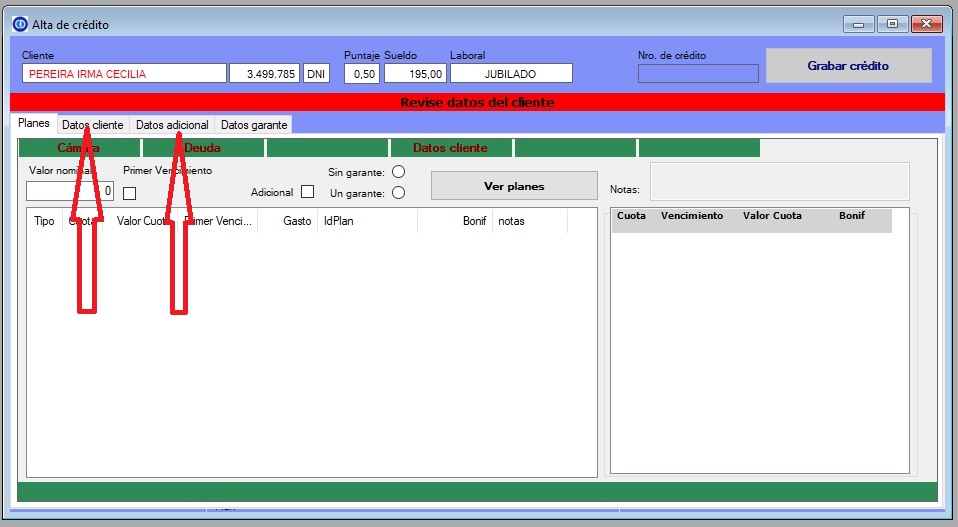 Alta de crédito
Cliente Puntaje Sueldo Laboral Nro. de crédito
PEREIRA IRMA CECILIA 3.499.785 DNI 0,50 195,00 JUBILADO Grabar crédito
Revise datos del cliente
Planes Datos cliente Datos adicional Datos garante
Deuda Datos cliente
Valor nominal Primer Vencimiento Sin garante:
0 Adicional Un garante: Ver planes Notas:
Tipo Cuota Valor Cuota Primer Venci... Gasto IdPlan Bonif notas
Cuota Vencimiento Valor Cuota Bonif